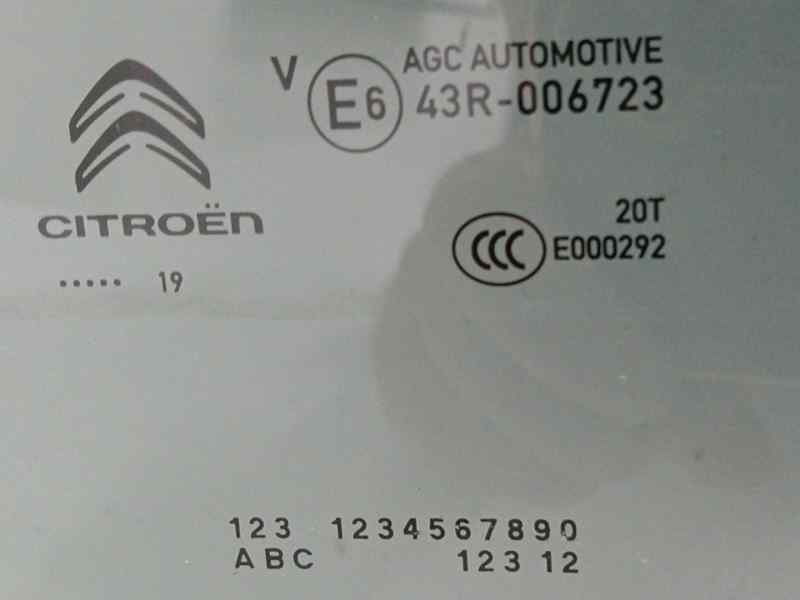 V E6 AGC AUTOMOTIVE
43R-006723
CITROËN
20T
CCC E000292
••••• 19
123 1234567890
ABC 123 12